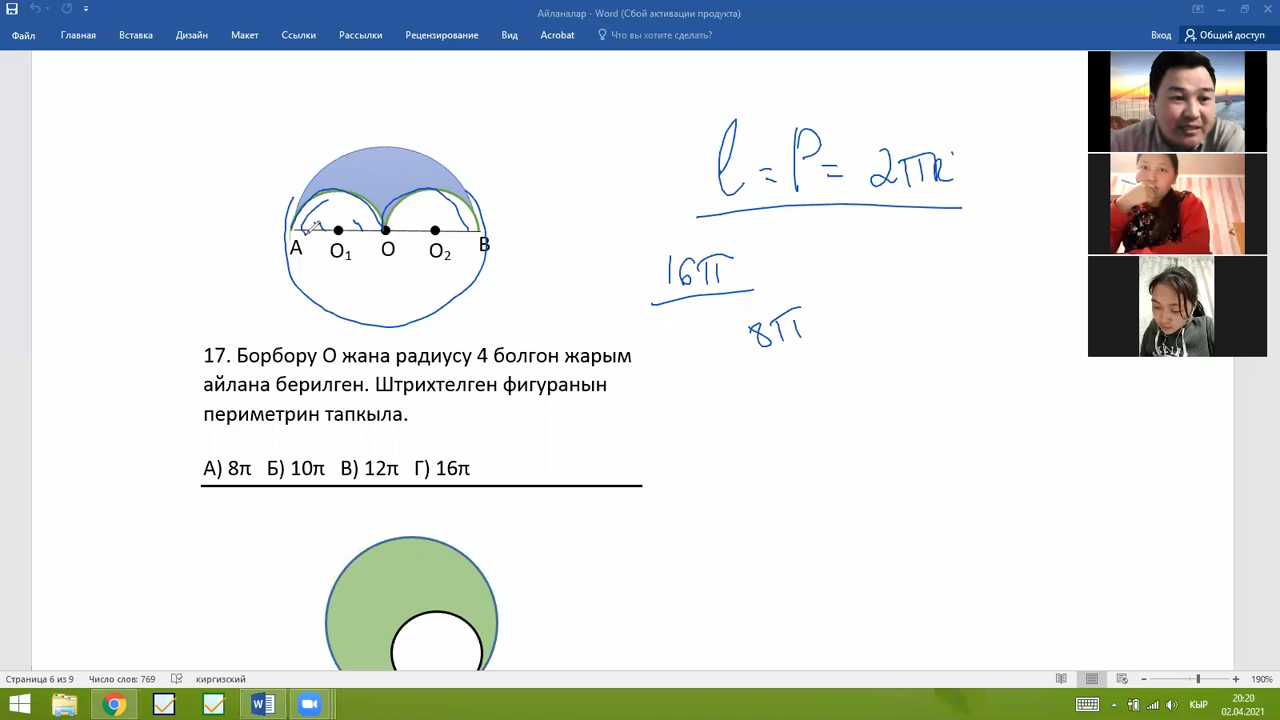 Айланалар - Word (Сбой активации продукта)
Файл Главная Вставка Дизайн Макет Ссылки Рассылки Рецензирование Вид Acrobat Что вы хотите сделать? Вход Общий доступ
l = P = 2πR
A O1 O O2 B
16π
8π
17. Борбору О жана радиусу 4 болгон жарым
айлана берилген. Штрихтелген фигуранын
периметрин тапкыла.
А) 8π Б) 10π В) 12π Г) 16π
Страница 6 из 9 Число слов: 769 киргизский 190%
КЫР
20:20
02.04.2021